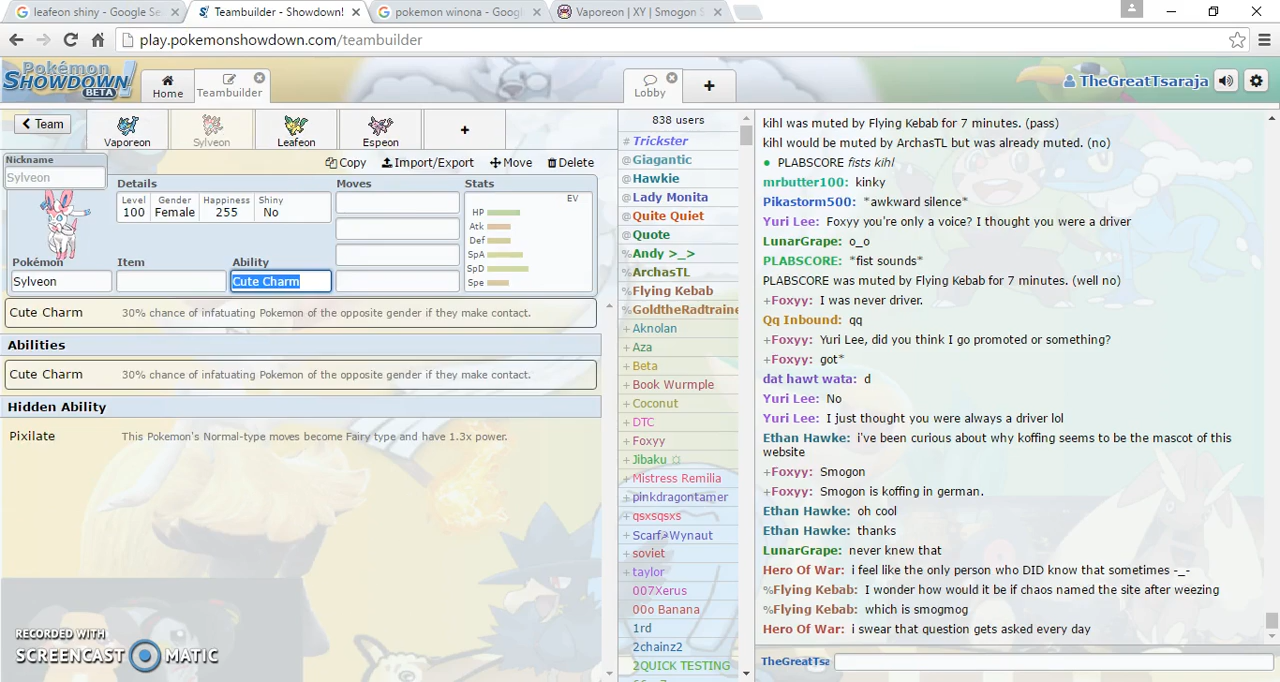 leafeon shiny - Google Se
Teambuilder - Showdown!
pokemon winona - Googl
Vaporeon | XY | Smogon S
play.pokemonshowdown.com/teambuilder
Pokémon
SHOWDOWN!
BETA
Home
Teambuilder
Lobby
+
TheGreatTsaraja
< Team
Vaporeon
Sylveon
Leafeon
Espeon
+
Copy
Import/Export
Move
Delete
Nickname
Sylveon
Details
Level
100
Gender
Female
Happiness
255
Shiny
No
Moves
Stats
EV
HP
Atk
Def
SpA
SpD
Spe
Pokémon
Sylveon
Item
Ability
Cute Charm
Cute Charm 30% chance of infatuating Pokemon of the opposite gender if they make contact.
Abilities
Cute Charm 30% chance of infatuating Pokemon of the opposite gender if they make contact.
Hidden Ability
Pixilate This Pokemon's Normal-type moves become Fairy type and have 1.3x power.
RECORDED WITH
SCREENCAST MATIC
838 users
# Trickster
@Giagantic
@Hawkie
@Lady Monita
@Quite Quiet
@Quote
%Andy >_>
%ArchasTL
%Flying Kebab
%GoldtheRadtraine
+Aknolan
+Aza
+Beta
+Book Wurmple
+Coconut
+DTC
+Foxyy
+Jibaku ☼
+Mistress Remilia
+pinkdragontamer
+qsxsqsxs
+Scarf Wynaut
+soviet
+taylor
007Xerus
00o Banana
1rd
2chainz2
2QUICK TESTING
kihl was muted by Flying Kebab for 7 minutes. (pass)
kihl would be muted by ArchasTL but was already muted. (no)
• PLABSCORE fists kihl
mrbutter100: kinky
Pikastorm500: *awkward silence*
Yuri Lee: Foxyy you're only a voice? I thought you were a driver
LunarGrape: o_o
PLABSCORE: *fist sounds*
PLABSCORE was muted by Flying Kebab for 7 minutes. (well no)
+Foxyy: I was never driver.
Qq Inbound: qq
+Foxyy: Yuri Lee, did you think I go promoted or something?
+Foxyy: got*
dat hawt wata: d
Yuri Lee: No
Yuri Lee: I just thought you were always a driver lol
Ethan Hawke: i've been curious about why koffing seems to be the mascot of this
website
+Foxyy: Smogon
+Foxyy: Smogon is koffing in german.
Ethan Hawke: oh cool
Ethan Hawke: thanks
LunarGrape: never knew that
Hero Of War: i feel like the only person who DID know that sometimes -_-
%Flying Kebab: I wonder how would it be if chaos named the site after weezing
%Flying Kebab: which is smogmog
Hero Of War: i swear that question gets asked every day
TheGreatTsa